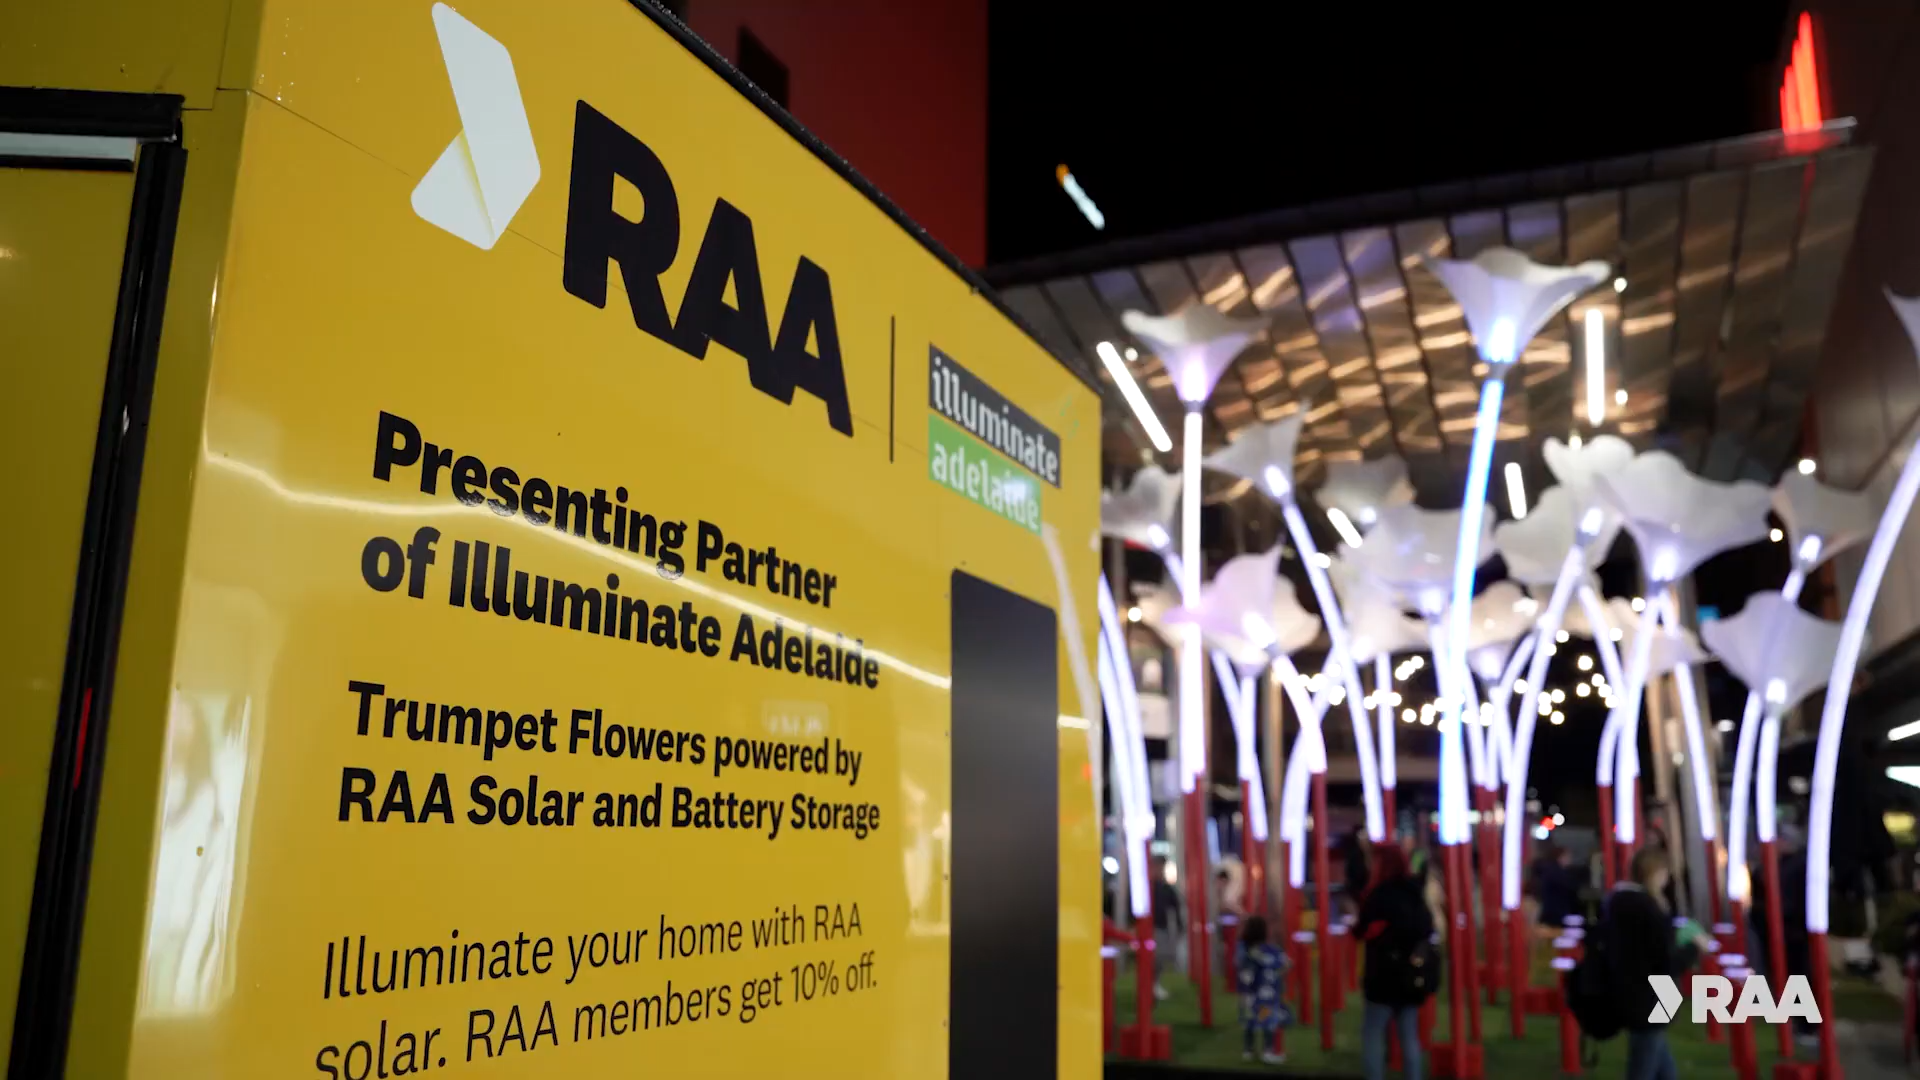 RAA
illuminate
adelaide
Presenting Partner
of Illuminate Adelaide
Trumpet Flowers powered by
RAA Solar and Battery Storage
Illuminate your home with RAA
solar. RAA members get 10% off.
RAA